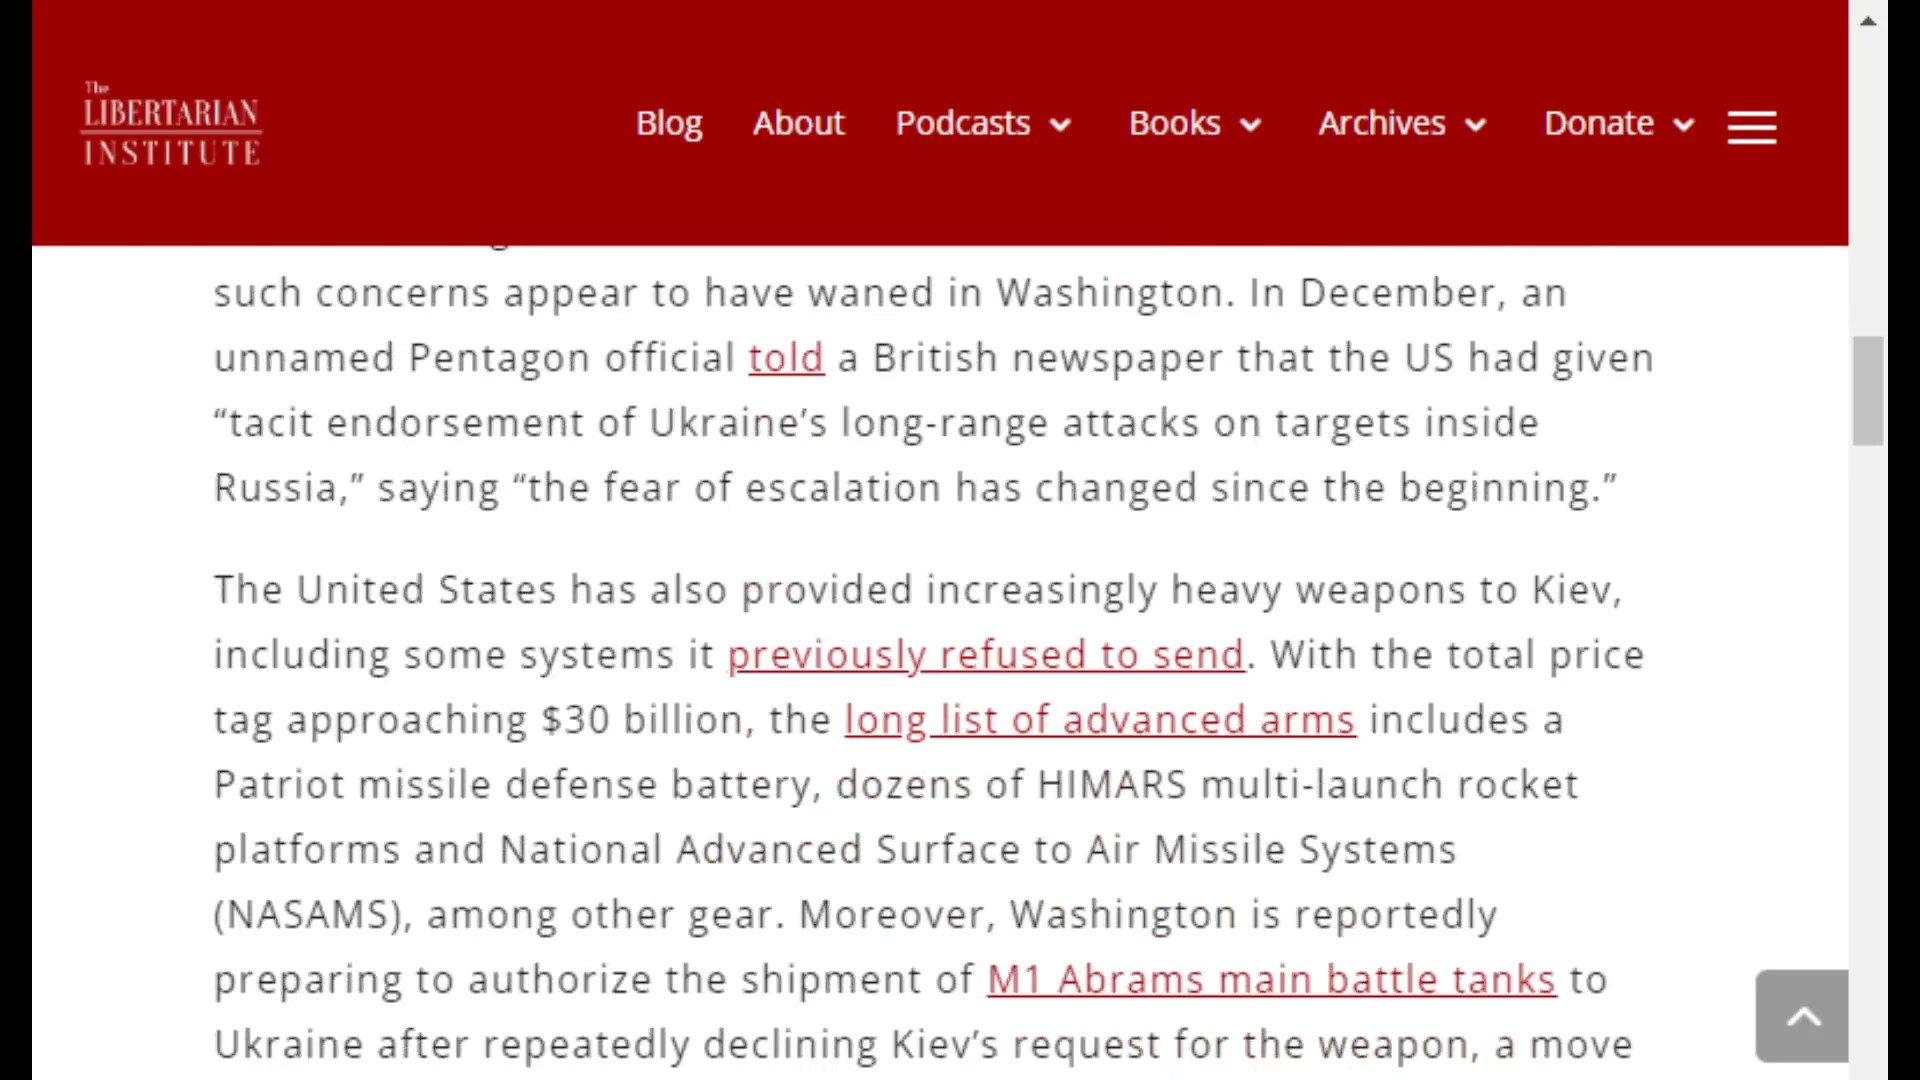 The
LIBERTARIAN
INSTITUTE
Blog About Podcasts Books Archives Donate
such concerns appear to have waned in Washington. In December, an
unnamed Pentagon official told a British newspaper that the US had given
“tacit endorsement of Ukraine’s long-range attacks on targets inside
Russia,” saying “the fear of escalation has changed since the beginning.”
The United States has also provided increasingly heavy weapons to Kiev,
including some systems it previously refused to send. With the total price
tag approaching $30 billion, the long list of advanced arms includes a
Patriot missile defense battery, dozens of HIMARS multi-launch rocket
platforms and National Advanced Surface to Air Missile Systems
(NASAMS), among other gear. Moreover, Washington is reportedly
preparing to authorize the shipment of M1 Abrams main battle tanks to
Ukraine after repeatedly declining Kiev’s request for the weapon, a move